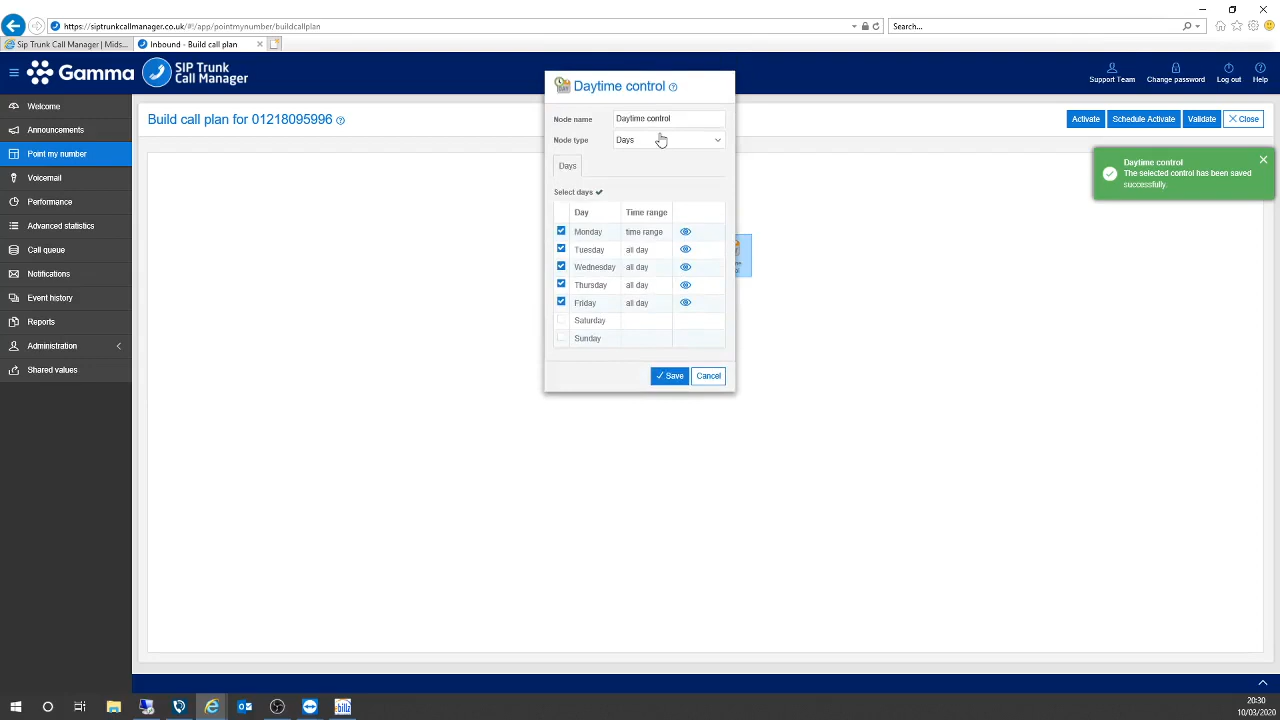 https://siptrunkcallmanager.co.uk/#!/app/pointmynumber/buildcallplan
Search...
Sip Trunk Call Manager | Mids...
Inbound - Build call plan
Gamma
SIP Trunk
Call Manager
Support Team
Change password
Log out
Help
Welcome
Announcements
Point my number
Voicemail
Performance
Advanced statistics
Call queue
Notifications
Event history
Reports
Administration
Shared values
Build call plan for 01218095996
Activate
Schedule Activate
Validate
Close
Daytime control
The selected control has been saved
successfully.
Daytime control
Node name Daytime control
Node type Days
Days
Select days
Day Time range
Monday time range
Tuesday all day
Wednesday all day
Thursday all day
Friday all day
Saturday
Sunday
Save Cancel
20:30
10/03/2020